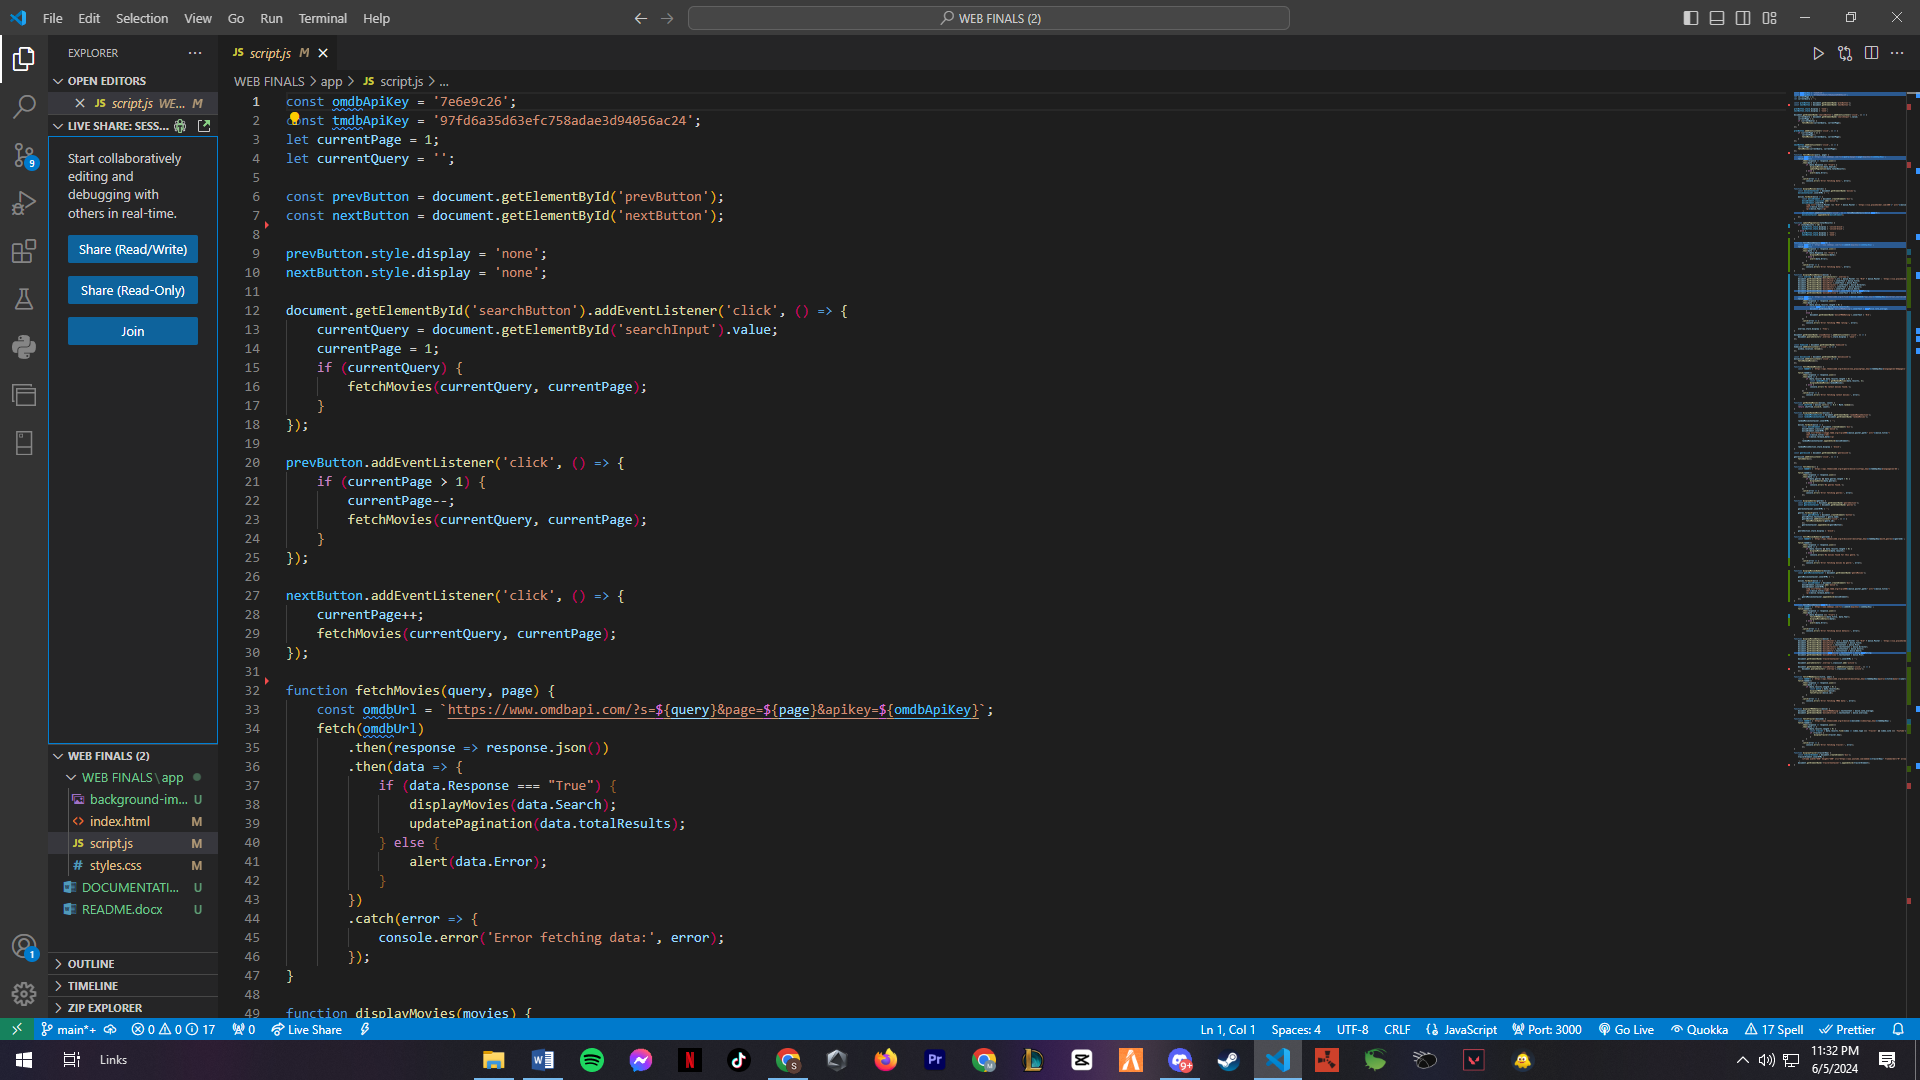 File Edit Selection View Go Run Terminal Help
WEB FINALS (2)
EXPLORER
OPEN EDITORS
JS script.js WE... M
LIVE SHARE: SESS...
Start collaboratively
editing and
debugging with
others in real-time.
Share (Read/Write)
Share (Read-Only)
Join
WEB FINALS (2)
WEB FINALS \ app
background-im... U
index.html M
JS script.js M
# styles.css M
DOCUMENTATI... U
README.docx U
OUTLINE
TIMELINE
ZIP EXPLORER
9
1
JS script.js M
WEB FINALS > app > JS script.js > ...
1 const omdbApiKey = '7e6e9c26';
2 const tmdbApiKey = '97fd6a35d63efc758adae3d94056ac24';
3 let currentPage = 1;
4 let currentQuery = '';
5
6 const prevButton = document.getElementById('prevButton');
7 const nextButton = document.getElementById('nextButton');
8
9 prevButton.style.display = 'none';
10 nextButton.style.display = 'none';
11
12 document.getElementById('searchButton').addEventListener('click', () => {
13 currentQuery = document.getElementById('searchInput').value;
14 currentPage = 1;
15 if (currentQuery) {
16 fetchMovies(currentQuery, currentPage);
17 }
18 });
19
20 prevButton.addEventListener('click', () => {
21 if (currentPage > 1) {
22 currentPage--;
23 fetchMovies(currentQuery, currentPage);
24 }
25 });
26
27 nextButton.addEventListener('click', () => {
28 currentPage++;
29 fetchMovies(currentQuery, currentPage);
30 });
31
32 function fetchMovies(query, page) {
33 const omdbUrl = `https://www.omdbapi.com/?s=${query}&page=${page}&apikey=${omdbApiKey}`;
34 fetch(omdbUrl)
35 .then(response => response.json())
36 .then(data => {
37 if (data.Response === "True") {
38 displayMovies(data.Search);
39 updatePagination(data.totalResults);
40 } else {
41 alert(data.Error);
42 }
43 })
44 .catch(error => {
45 console.error('Error fetching data:', error);
46 });
47 }
48
49 function displayMovies(movies) {
main*+ 0 0 17 0 Live Share
Ln 1, Col 1 Spaces: 4 UTF-8 CRLF JavaScript Port: 3000 Go Live Quokka 17 Spell Prettier
Links
W N S Pr M 9+
11:32 PM
6/5/2024